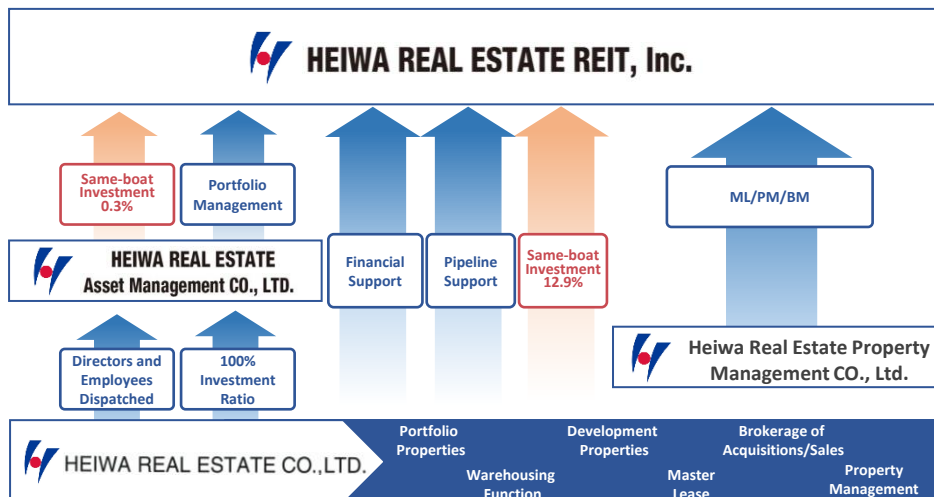 HEIWA REAL ESTATE REIT, Inc.
Same-boat
Investment
0.3%
Portfolio
Management
ML/PM/BM
HEIWA REAL ESTATE
Asset Management CO., LTD.
Financial
Support
Pipeline
Support
Same-boat
Investment
12.9%
Directors and
Employees
Dispatched
100%
Investment
Ratio
Heiwa Real Estate Property
Management CO., Ltd.
HEIWA REAL ESTATE CO.,LTD.
Portfolio
Properties
Warehousing
Function
Development
Properties
Master
Lease
Brokerage of
Acquisitions/Sales
Property
Management